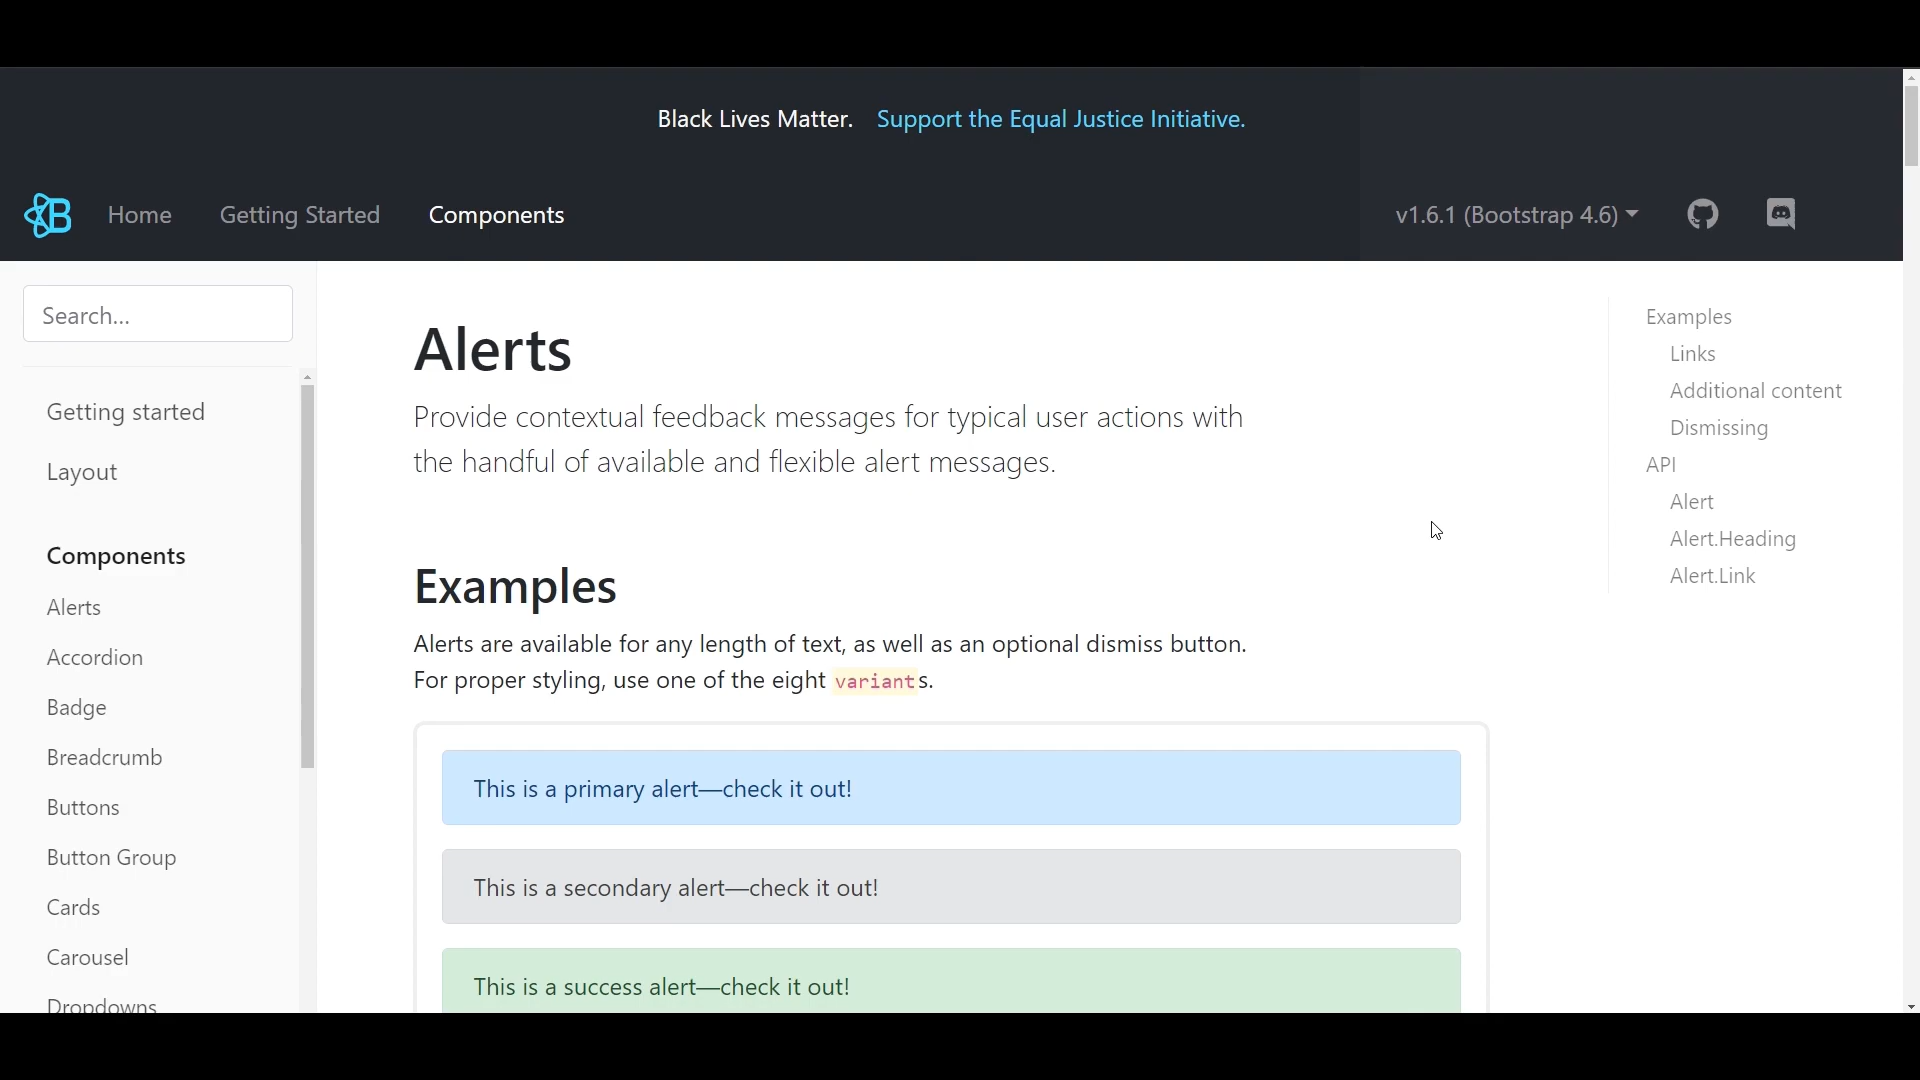 Black Lives Matter. Support the Equal Justice Initiative.
B Home Getting Started Components v1.6.1 (Bootstrap 4.6)
Search...
Getting started
Layout
Components
Alerts
Accordion
Badge
Breadcrumb
Buttons
Button Group
Cards
Carousel
Dropdowns
Alerts
Provide contextual feedback messages for typical user actions with
the handful of available and flexible alert messages.
Examples
Alerts are available for any length of text, as well as an optional dismiss button.
For proper styling, use one of the eight variants.
This is a primary alert—check it out!
This is a secondary alert—check it out!
This is a success alert—check it out!
Examples
Links
Additional content
Dismissing
API
Alert
Alert.Heading
Alert.Link